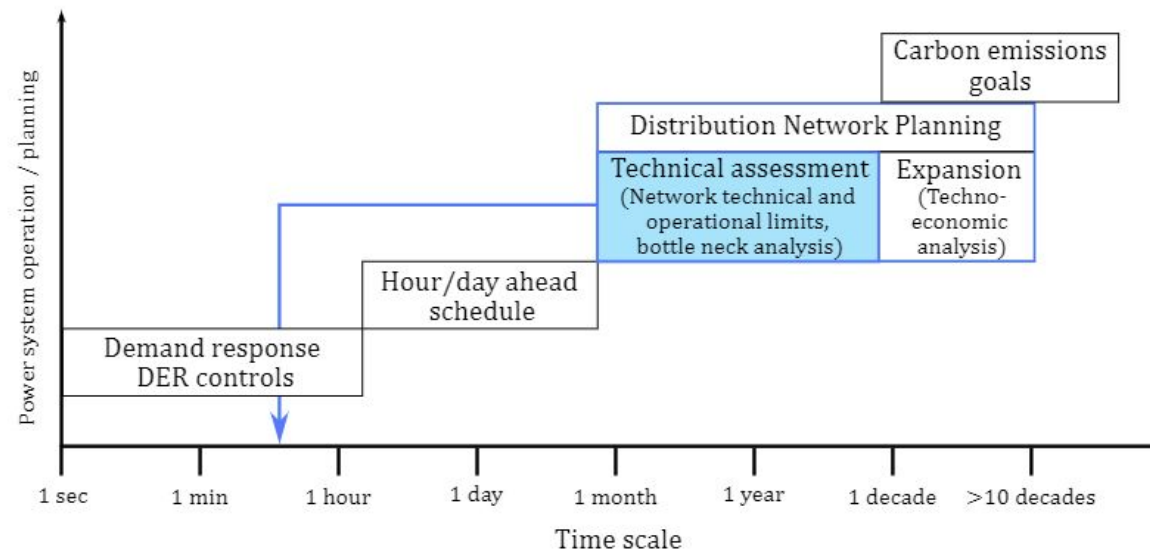 Power system operation / planning
Carbon emissions
goals
Distribution Network Planning
Technical assessment
(Network technical and
operational limits,
bottle neck analysis)
Expansion
(Techno-
economic
analysis)
Hour/day ahead
schedule
Demand response
DER controls
1 sec
1 min
1 hour
1 day
1 month
1 year
1 decade
>10 decades
Time scale